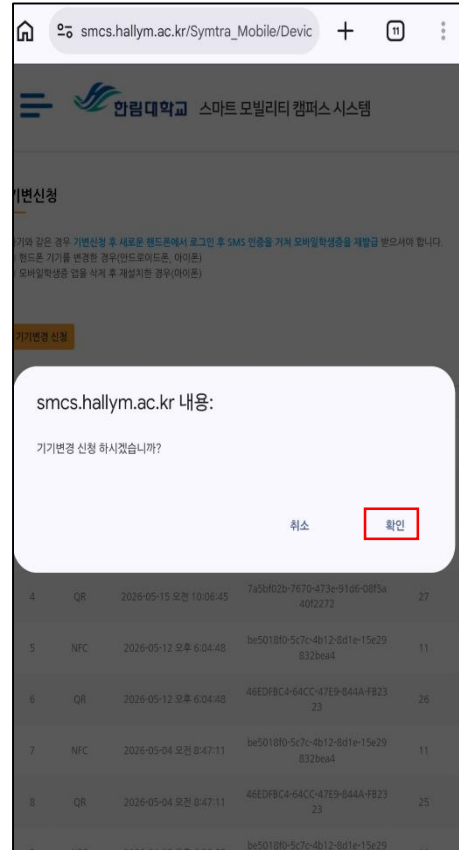 smcs.hallym.ac.kr/Symtra_Mobile/Devic
11
한림대학교 스마트 모빌리티 캠퍼스 시스템
기변신청
기와 같은 경우 기변신청 후 새로운 핸드폰에서 로그인 후 SMS 인증을 거쳐 모바일학생증을 재발급 받으셔야 합니다.
핸드폰 기기를 변경한 경우(안드로이드폰, 아이폰)
모바일학생증 앱을 삭제 후 재설치한 경우(아이폰)
기기변경 신청
smcs.hallym.ac.kr 내용:
기기변경 신청 하시겠습니까?
취소 확인
4 QR 2026-05-15 오전 10:06:45 7a5bf02b-7670-473e-91d6-08f5a
40f2272 27
5 NFC 2026-05-12 오후 6:04:48 be5018f0-5c7c-4b12-8d1e-15e29
832bea4 11
6 QR 2026-05-12 오후 6:04:48 46EDFBC4-64CC-47E9-844A-FB23
23 26
7 NFC 2026-05-04 오전 8:47:11 be5018f0-5c7c-4b12-8d1e-15e29
832bea4 11
8 QR 2026-05-04 오전 8:47:11 46EDFBC4-64CC-47E9-844A-FB23
23 25
be5018f0-5c7c-4b12-8d1e-15e29